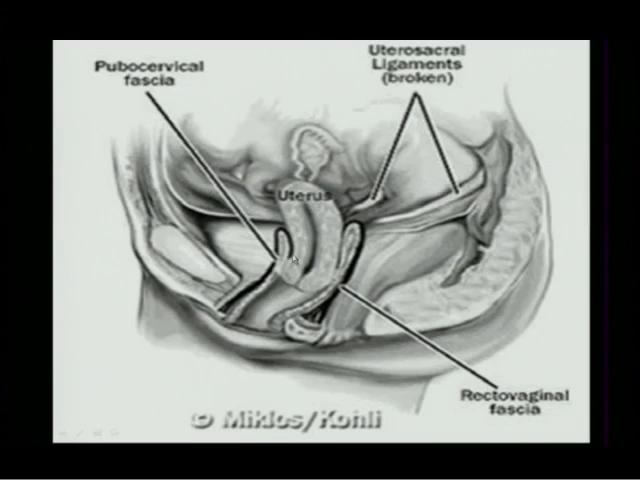 Pubocervical
fascia
Uterosacral
Ligaments
(broken)
Uterus
Rectovaginal
fascia
© Miklos/Kohli